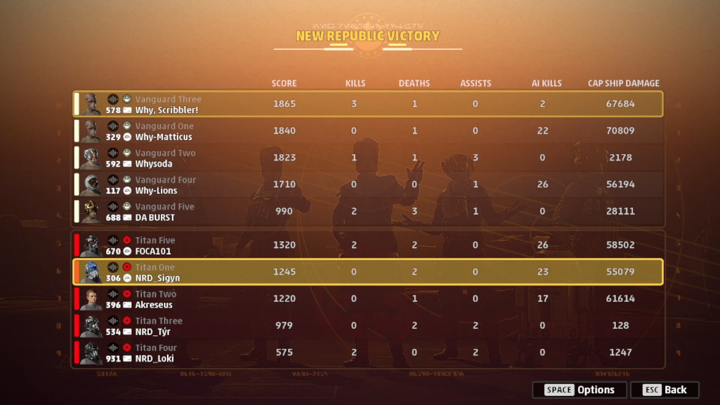 NEW REPUBLIC VICTORY
SCORE KILLS DEATHS ASSISTS AI KILLS CAP SHIP DAMAGE
Vanguard Three
578 Why, Scribbler! 1865 3 1 0 2 67684
Vanguard One
329 Why-Matticus 1840 0 1 0 22 70809
Vanguard Two
592 Whysoda 1823 1 1 3 0 2178
Vanguard Four
117 Why-Lions 1710 0 0 1 26 56194
Vanguard Five
688 DA BURST 990 2 3 1 0 28111
Titan Five
670 FOCA101 1320 2 2 0 26 58502
Titan One
306 NRD_Sigyn 1245 0 2 0 23 55079
Titan Two
396 Akreseus 1220 0 1 0 17 61614
Titan Three
534 NRD_Týr 979 0 2 2 0 128
Titan Four
931 NRD_Loki 575 2 0 2 0 1247
SPACE Options ESC Back